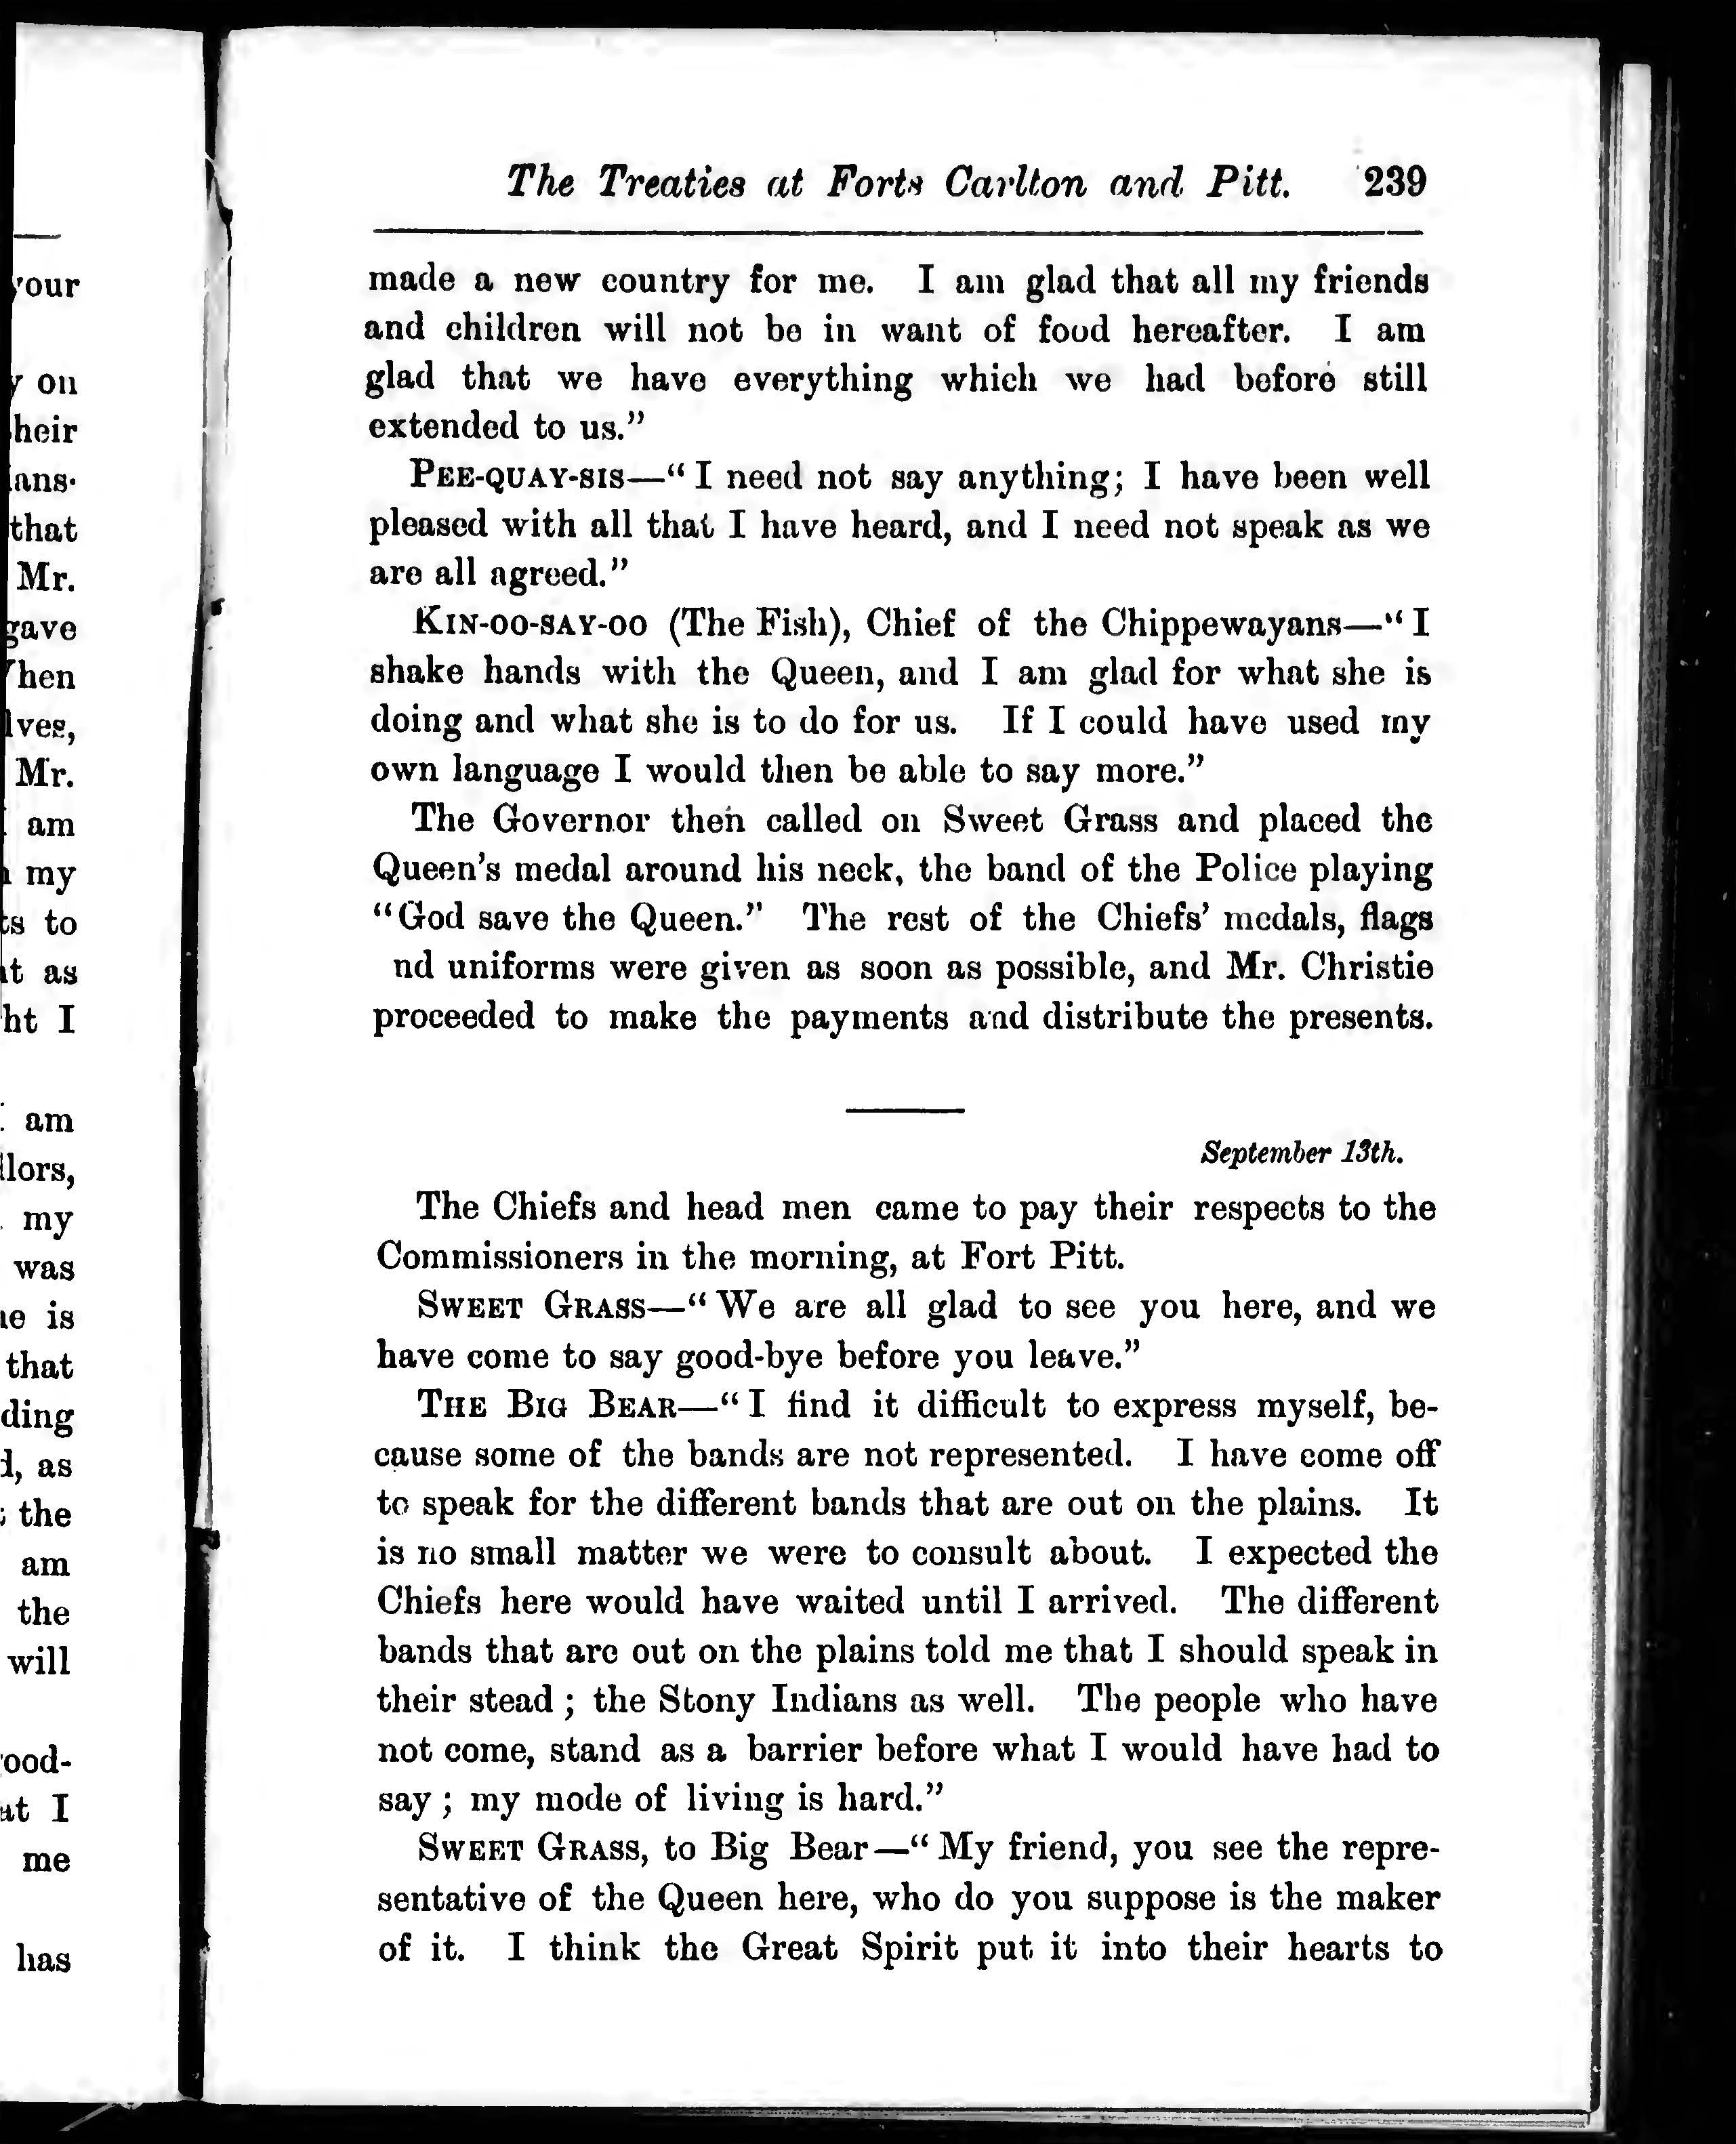 The Treaties at Forts Carlton and Pitt. 239
made a new country for me. I am glad that all my friends
and children will not be in want of food hereafter. I am
glad that we have everything which we had before still
extended to us.”
PEE-QUAY-SIS—“I need not say anything; I have been well
pleased with all that I have heard, and I need not speak as we
are all agreed.”
KIN-OO-SAY-OO (The Fish), Chief of the Chippewayans—“I
shake hands with the Queen, and I am glad for what she is
doing and what she is to do for us. If I could have used my
own language I would then be able to say more.”
The Governor then called on Sweet Grass and placed the
Queen’s medal around his neck, the band of the Police playing
“God save the Queen.” The rest of the Chiefs’ medals, flags
nd uniforms were given as soon as possible, and Mr. Christie
proceeded to make the payments and distribute the presents.
September 13th.
The Chiefs and head men came to pay their respects to the
Commissioners in the morning, at Fort Pitt.
SWEET GRASS—“We are all glad to see you here, and we
have come to say good-bye before you leave.”
THE BIG BEAR—“I find it difficult to express myself, be-
cause some of the bands are not represented. I have come off
to speak for the different bands that are out on the plains. It
is no small matter we were to consult about. I expected the
Chiefs here would have waited until I arrived. The different
bands that are out on the plains told me that I should speak in
their stead ; the Stony Indians as well. The people who have
not come, stand as a barrier before what I would have had to
say ; my mode of living is hard.”
SWEET GRASS, to Big Bear—“My friend, you see the repre-
sentative of the Queen here, who do you suppose is the maker
of it. I think the Great Spirit put it into their hearts to